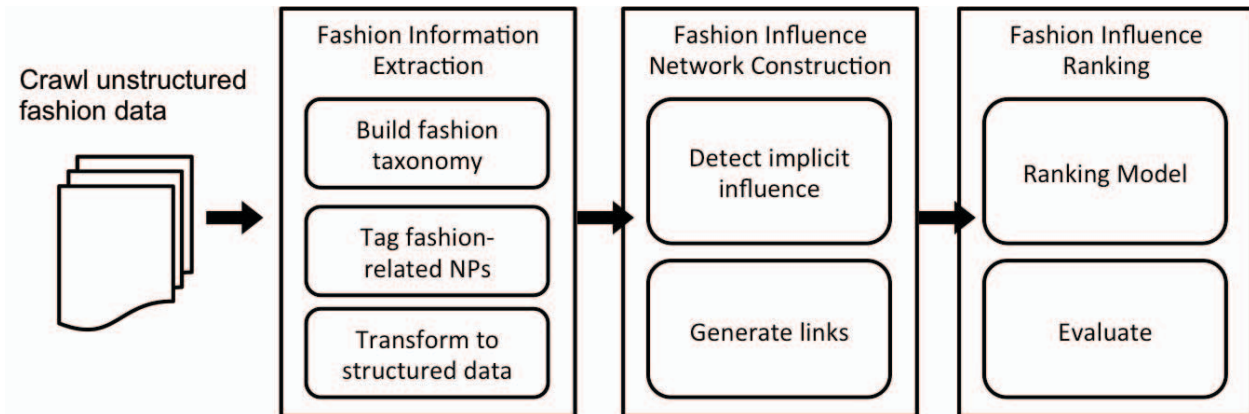 Crawl unstructured
fashion data
Fashion Information
Extraction
Build fashion
taxonomy
Tag fashion-
related NPs
Transform to
structured data
Fashion Influence
Network Construction
Detect implicit
influence
Generate links
Fashion Influence
Ranking
Ranking Model
Evaluate